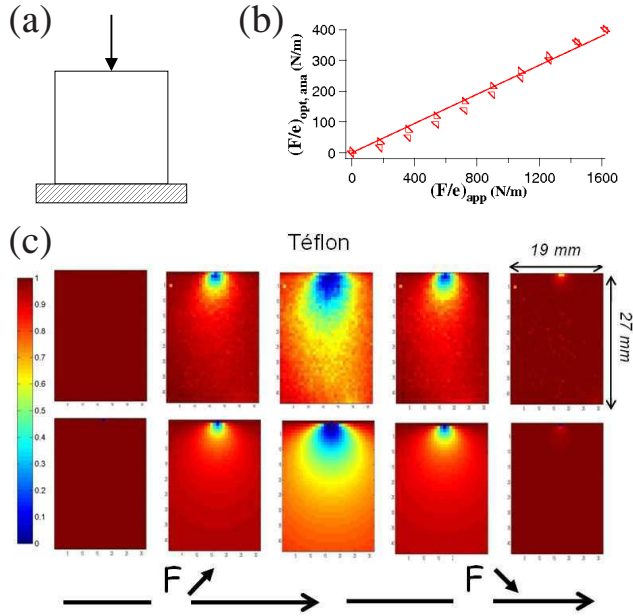 (a)
(b)
(F/e)opt, ana (N/m)
400
300
200
100
0
0 400 800 1200 1600
(F/e)app (N/m)
(c)
Téflon
19 mm
27 mm
1
0.9
0.8
0.7
0.6
0.5
0.4
0.3
0.2
0.1
0
F
F